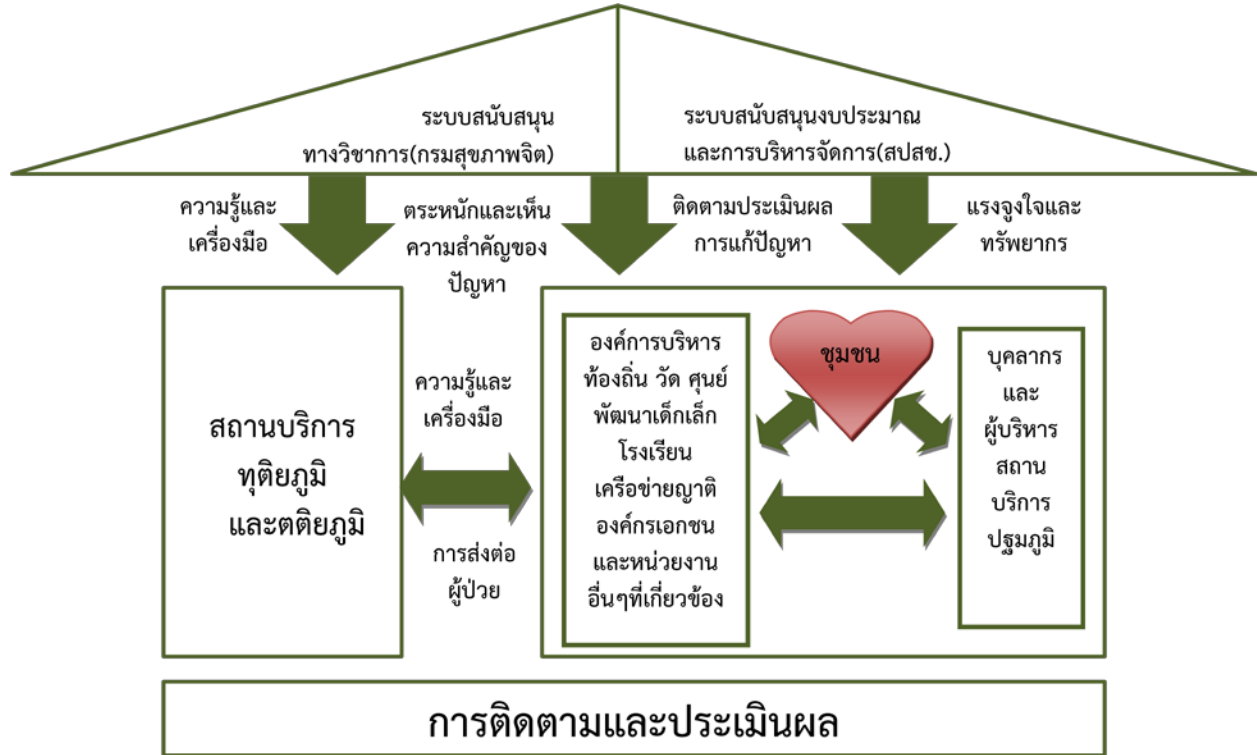 ระบบสนับสนุน
ทางวิชาการ(กรมสุขภาพจิต)
ระบบสนับสนุนงบประมาณ
และการบริหารจัดการ(สปสช.)
ความรู้และ
เครื่องมือ
ตระหนักและเห็น
ความสำคัญของ
ปัญหา
ติดตามประเมินผล
การแก้ปัญหา
แรงจูงใจและ
ทรัพยากร
สถานบริการ
ทุติยภูมิ
และตติยภูมิ
ความรู้และ
เครื่องมือ
การส่งต่อ
ผู้ป่วย
องค์การบริหาร
ท้องถิ่น วัด ศูนย์
พัฒนาเด็กเล็ก
โรงเรียน
เครือข่ายญาติ
องค์กรเอกชน
และหน่วยงาน
อื่นๆที่เกี่ยวข้อง
ชุมชน
บุคลากร
และ
ผู้บริหาร
สถาน
บริการ
ปฐมภูมิ
การติดตามและประเมินผล